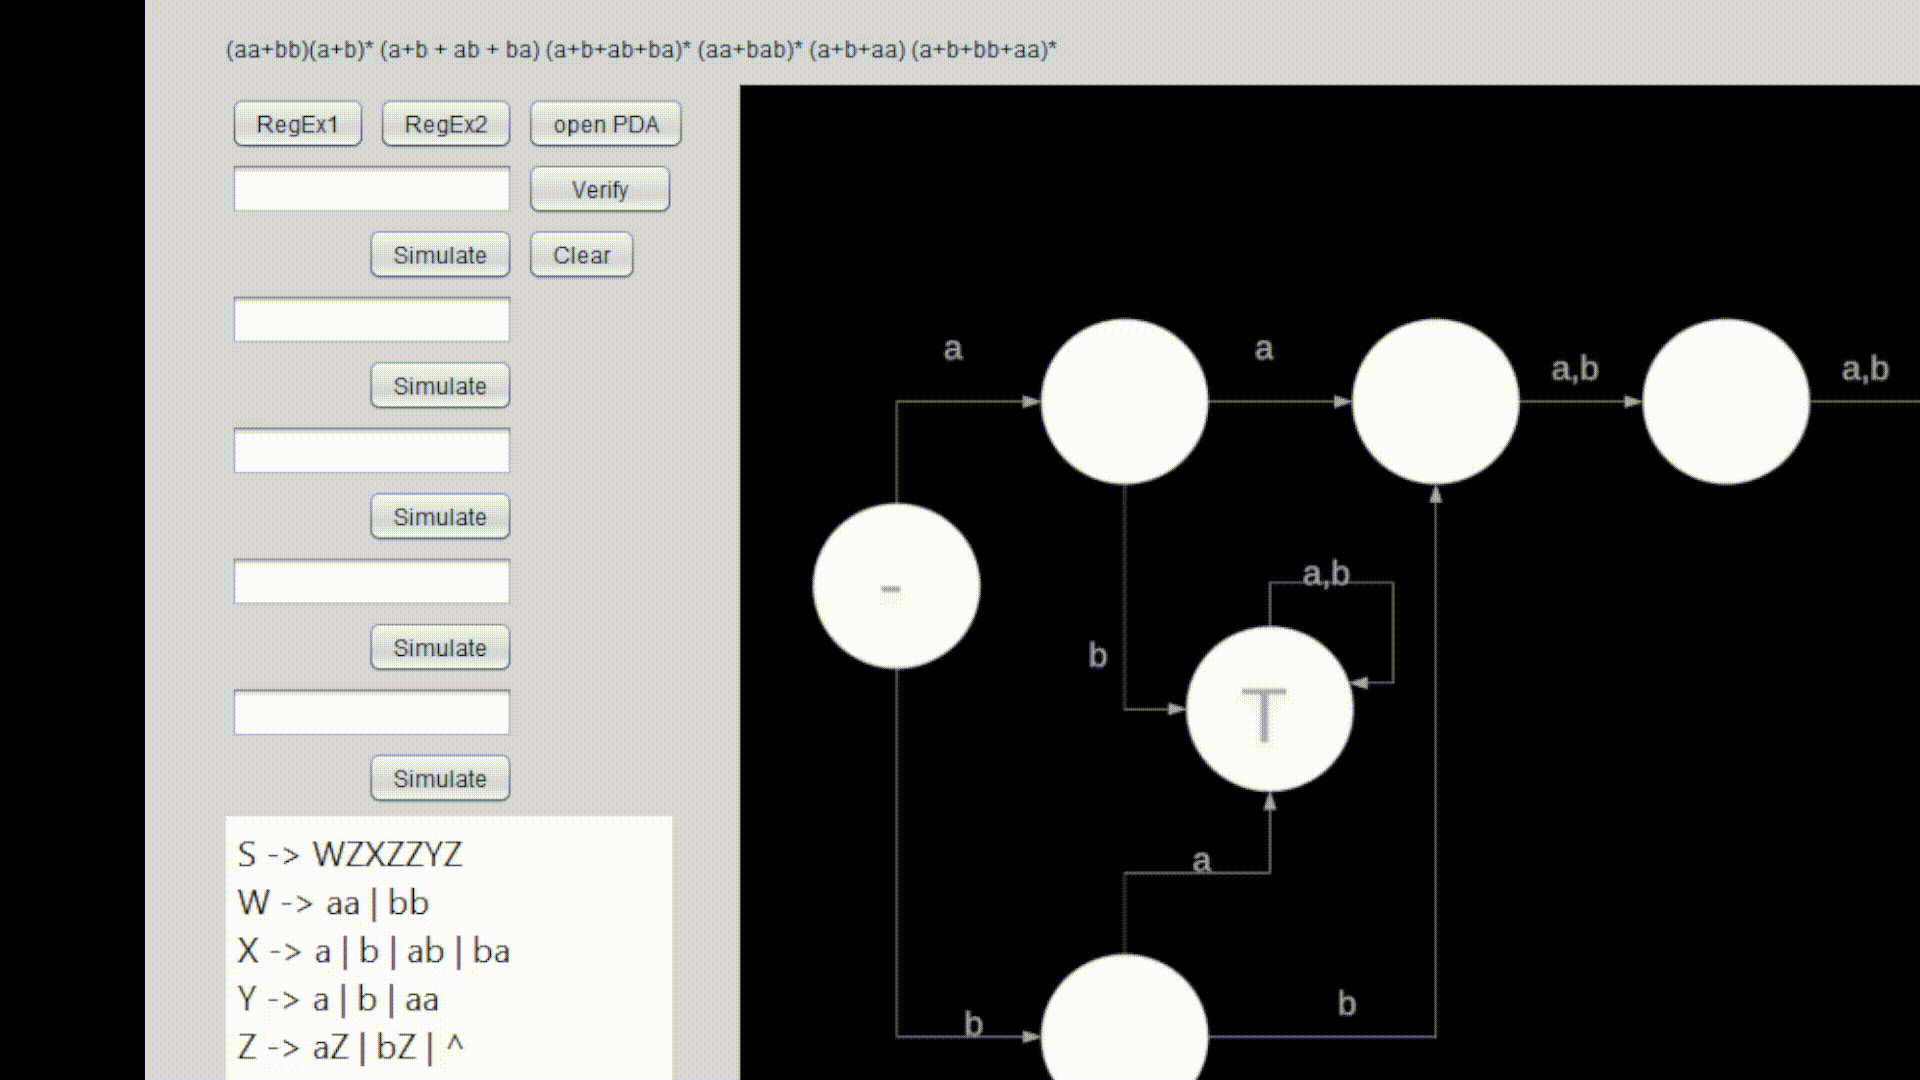 (aa+bb)(a+b)* (a+b + ab + ba) (a+b+ab+ba)* (aa+bab)* (a+b+aa) (a+b+bb+aa)*
RegEx1 RegEx2 open PDA
Verify
Simulate Clear
Simulate
Simulate
Simulate
Simulate
S -> WZXZZYZ
W -> aa | bb
X -> a | b | ab | ba
Y -> a | b | aa
Z -> aZ | bZ | ^
a
a
a,b
a,b
-
a,b
b
T
a
b
b